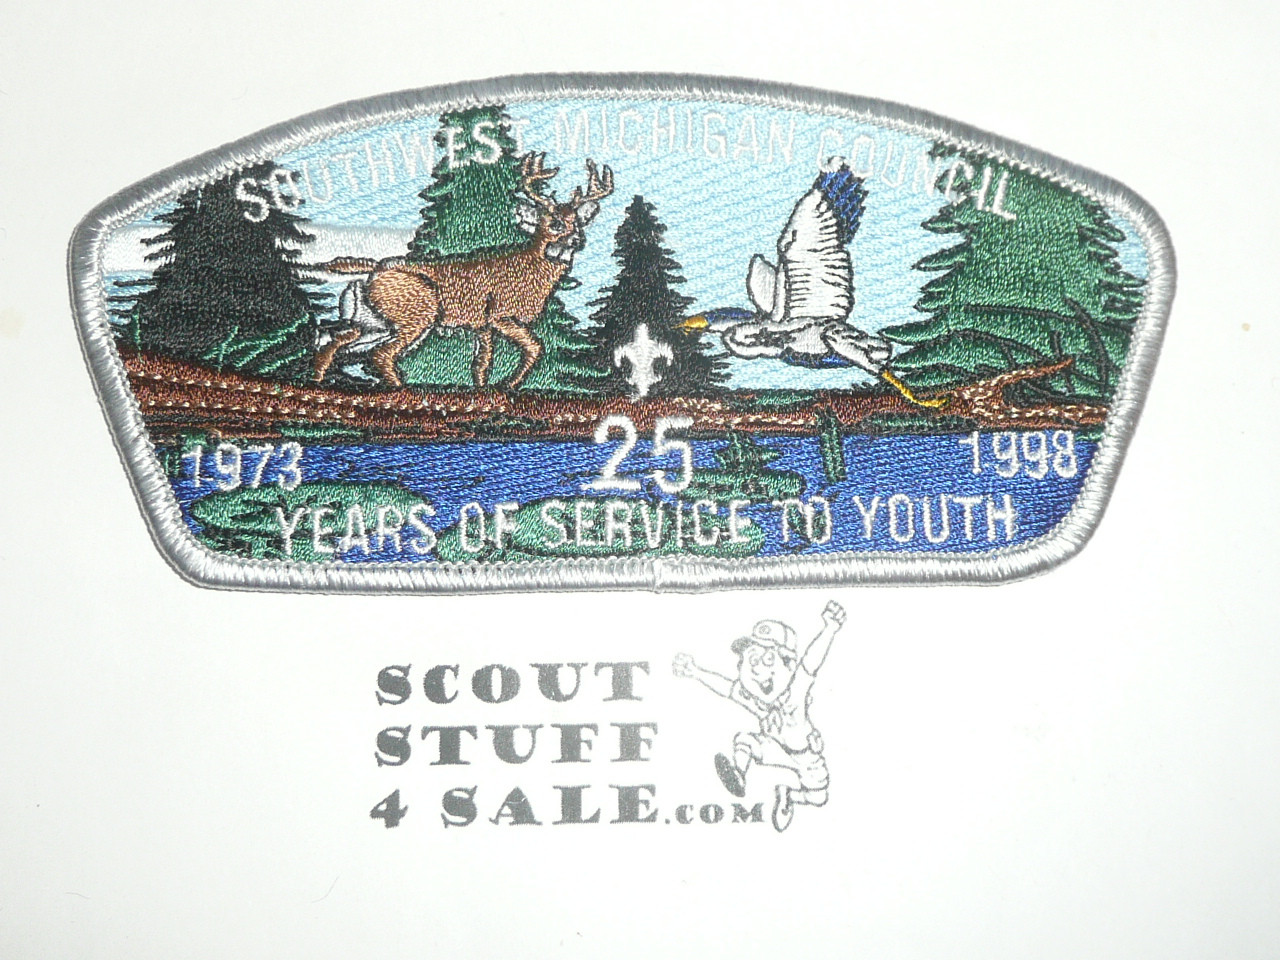 SOUTHWEST MICHIGAN COUNCIL
1973 25 1998
YEARS OF SERVICE TO YOUTH
SCOUT
STUFF
4 SALE.COM